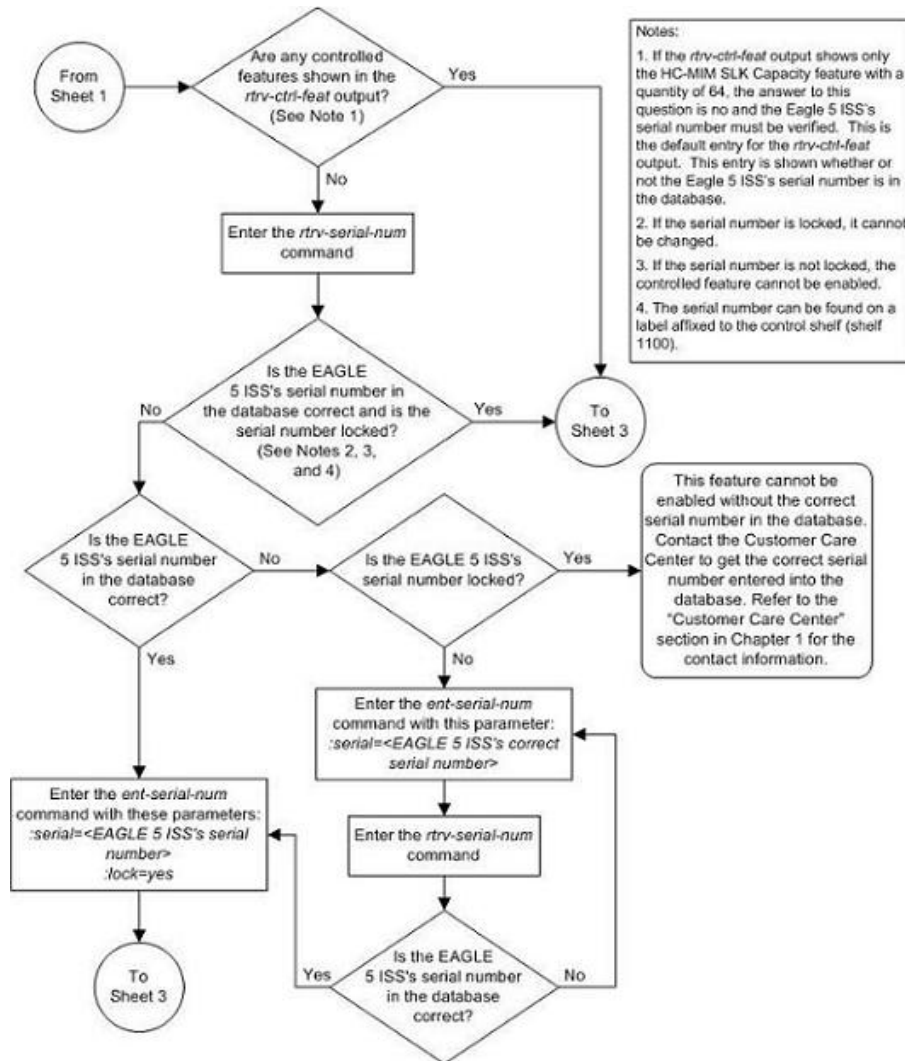 From
Sheet 1
Are any controlled
features shown in the
rtrv-ctrl-feat output?
(See Note 1)
Yes
No
Notes:
1. If the rtrv-ctrl-feat output shows only
the HC-MIM SLK Capacity feature with a
quantity of 64, the answer to this
question is no and the Eagle 5 ISS's
serial number must be verified. This is
the default entry for the rtrv-ctrl-feat
output. This entry is shown whether or
not the Eagle 5 ISS's serial number is in
the database.
2. If the serial number is locked, it cannot
be changed.
3. If the serial number is not locked, the
controlled feature cannot be enabled.
4. The serial number can be found on a
label affixed to the control shelf (shelf
1100).
Enter the rtrv-serial-num
command
Is the EAGLE
5 ISS's serial number in
the database correct and is the
serial number locked?
(See Notes 2, 3,
and 4)
No
Yes
To
Sheet 3
Is the EAGLE
5 ISS's serial number
in the database
correct?
No
Yes
Is the EAGLE 5 ISS's
serial number locked?
Yes
No
This feature cannot be
enabled without the correct
serial number in the database.
Contact the Customer Care
Center to get the correct serial
number entered into the
database. Refer to the
“Customer Care Center”
section in Chapter 1 for the
contact information.
Enter the ent-serial-num
command with this parameter:
:serial=<EAGLE 5 ISS's correct
serial number>
Enter the rtrv-serial-num
command
Enter the ent-serial-num
command with these parameters:
:serial=<EAGLE 5 ISS's serial
number>
:lock=yes
Is the EAGLE
5 ISS's serial number
in the database
correct?
Yes
No
To
Sheet 3